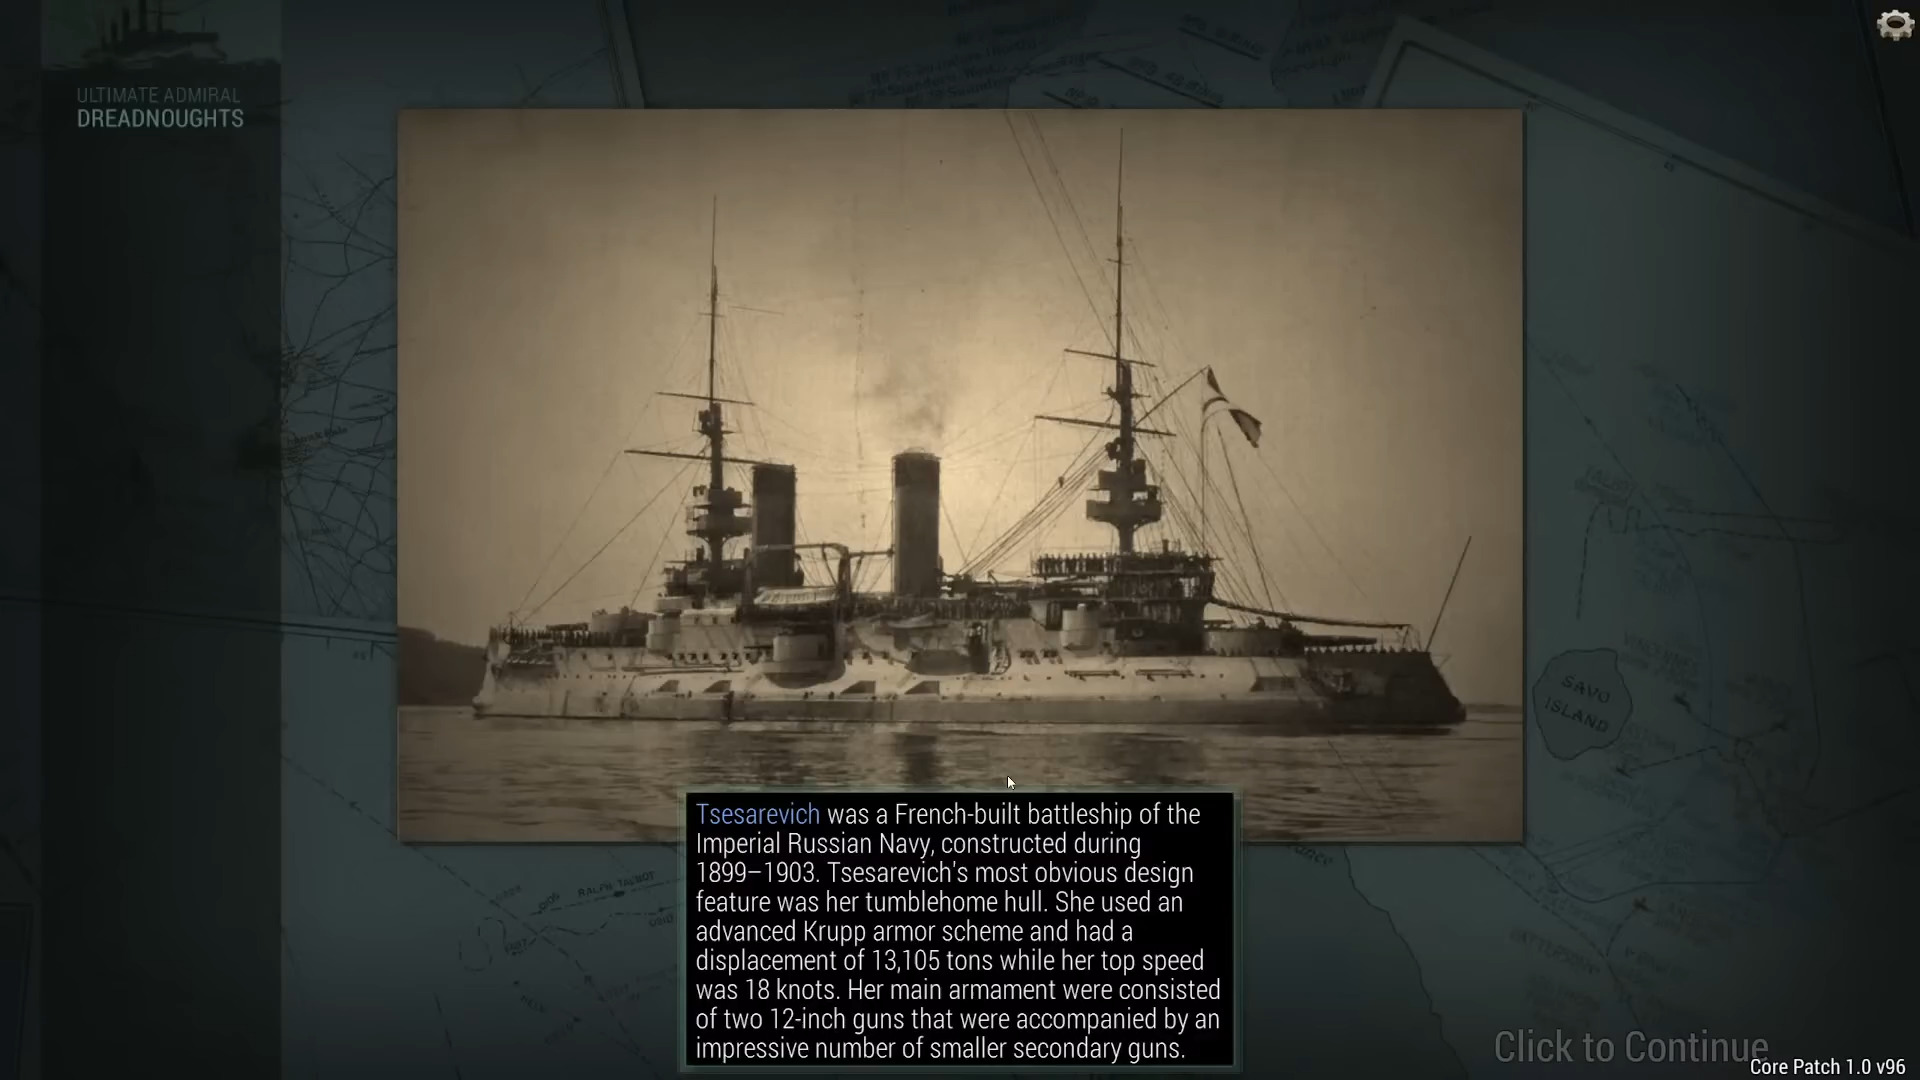 ULTIMATE ADMIRAL
DREADNOUGHTS
RALPH TALBOT
SAVO
ISLAND
Tsesarevich was a French-built battleship of the
Imperial Russian Navy, constructed during
1899–1903. Tsesarevich's most obvious design
feature was her tumblehome hull. She used an
advanced Krupp armor scheme and had a
displacement of 13,105 tons while her top speed
was 18 knots. Her main armament were consisted
of two 12-inch guns that were accompanied by an
impressive number of smaller secondary guns.
Click to Continue
Core Patch 1.0 v96